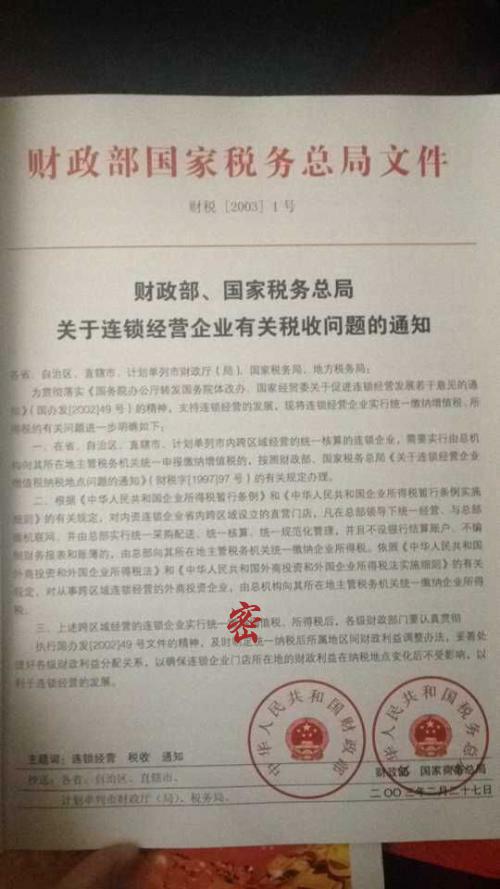 财政部国家税务总局文件
财税［2003］1号
财政部、国家税务总局
关于连锁经营企业有关税收问题的通知
各省、自治区、直辖市、计划单列市财政厅（局）、国家税务局、地方税务局：
为贯彻落实《国务院办公厅转发国务院体改办、国家经贸委关于促进连锁经营发展若干意见的通
知》（国办发[2002]49号）的精神，支持连锁经营的发展，现将连锁企业实行统一缴纳增值税、所
得税的有关问题进一步明确如下：
一、在省、自治区、直辖市、计划单列市内跨区域经营的统一核算的连锁企业，需要实行由总机
构向其所在地主管税务机关统一申报缴纳增值税的，按照财政部、国家税务总局《关于连锁经营企业
增值税纳税地点问题的通知》（财税字[1997]97号）的有关规定办理。
二、根据《中华人民共和国企业所得税暂行条例》和《中华人民共和国企业所得税暂行条例实施
细则》的有关规定，对内资连锁企业省内跨区域设立的直营门店，凡在总部领导下统一经营、与总部
微机联网、并由总部实行统一采购配送、统一核算、统一规范化管理，并且不设银行结算账户、不编
制财务报表和账簿的，由总部向其所在地主管税务机关统一缴纳企业所得税。依照《中华人民共和国
外商投资和外国企业所得税法》和《中华人民共和国外商投资和外国企业所得税法实施细则》的有关
规定，对从事跨区域连锁经营的外商投资企业，由总机构向其所在地主管税务机关统一缴纳企业所得
税。
密
三、上述跨区域经营的连锁企业实行统一 值税、所得税后，各级财政部门要认真贯彻
执行国办发[2002]49号文件的精神，及时 定统一纳税后所属地区间财政利益调整办法，妥善处
理好各级财政利益分配关系，以确保连锁企业门店所在地的财政利益在纳税地点变化后不受影响，以
利于连锁经营的发展。
中华人民共和国财政部
中华人民共和国税务总局
主题词：连锁经营 税收 通知
财政部 国家商务总局
抄送：各省、自治区、直辖市、
计划单列市财政厅（局）、税务局。
二〇〇三年二月二十七日